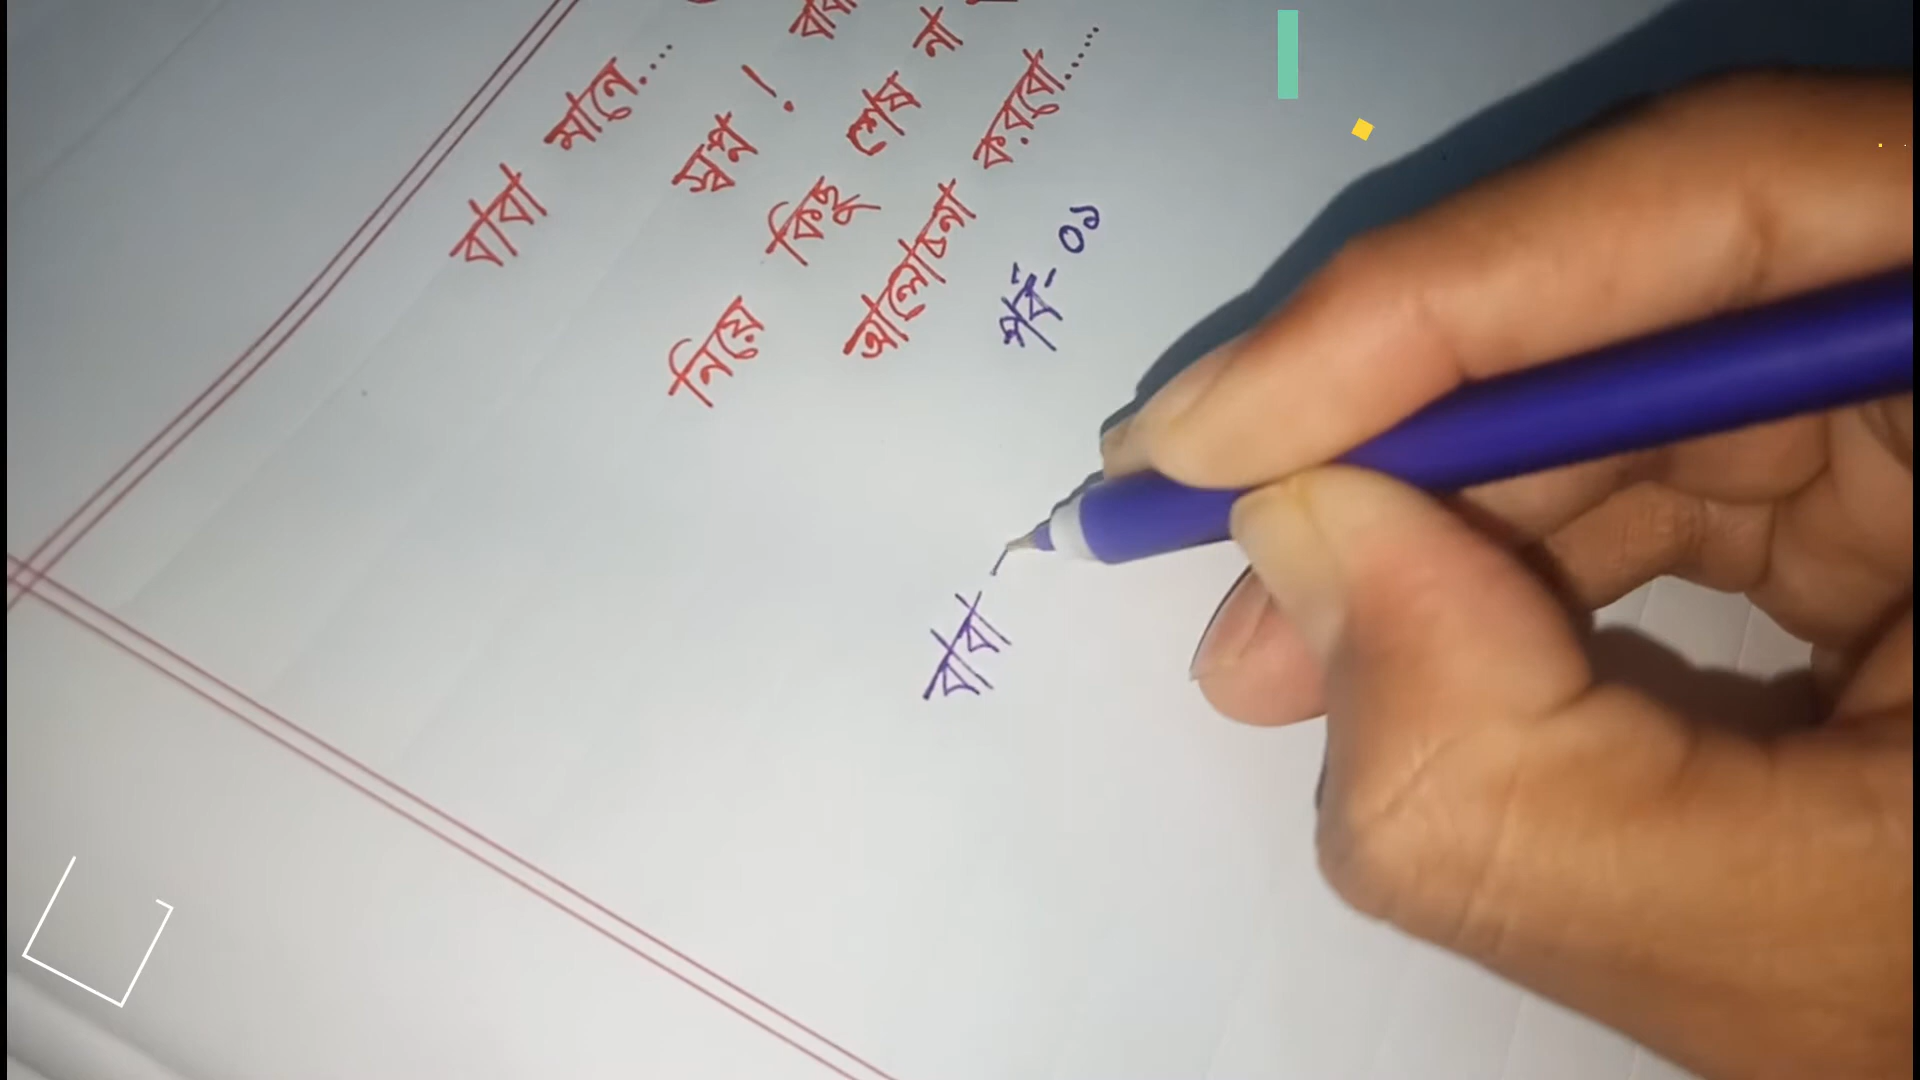 বাবা মানে....
স্বপ্ন !
নিয়ে কিছু শেষ না
আলোচনা করবো.....
পর্ব- ০১
বাবা